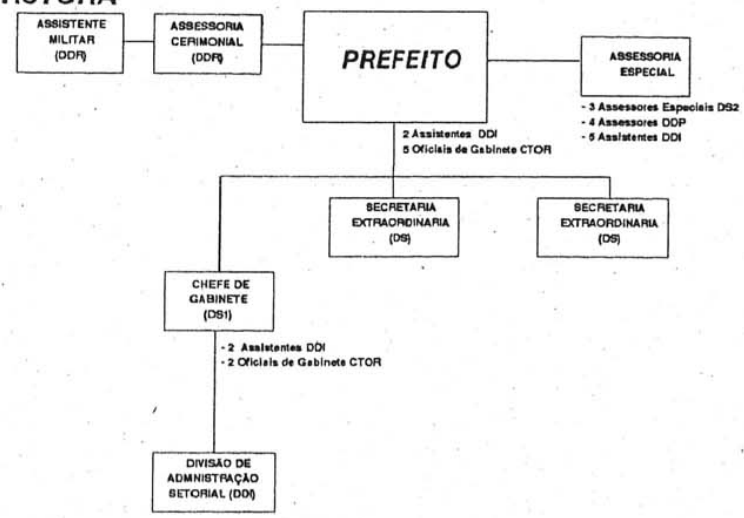 ASSISTENTE
MILITAR
(DDR)
ASSESSORIA
CERIMONIAL
(DDR)
PREFEITO
ASSESSORIA
ESPECIAL
- 3 Assessores Especiais DS2
- 4 Assessores DDP
- 5 Assistentes DDI
2 Assistentes DDI
5 Oficiais de Gabinete CTOR
SECRETARIA
EXTRAORDINARIA
(DS)
SECRETARIA
EXTRAORDINARIA
(DS)
CHEFE DE
GABINETE
(DS1)
- 2 Assistentes DDI
- 2 Oficiais de Gabinete CTOR
DIVISÃO DE
ADMNISTRAÇÃO
SETORIAL (DDI)